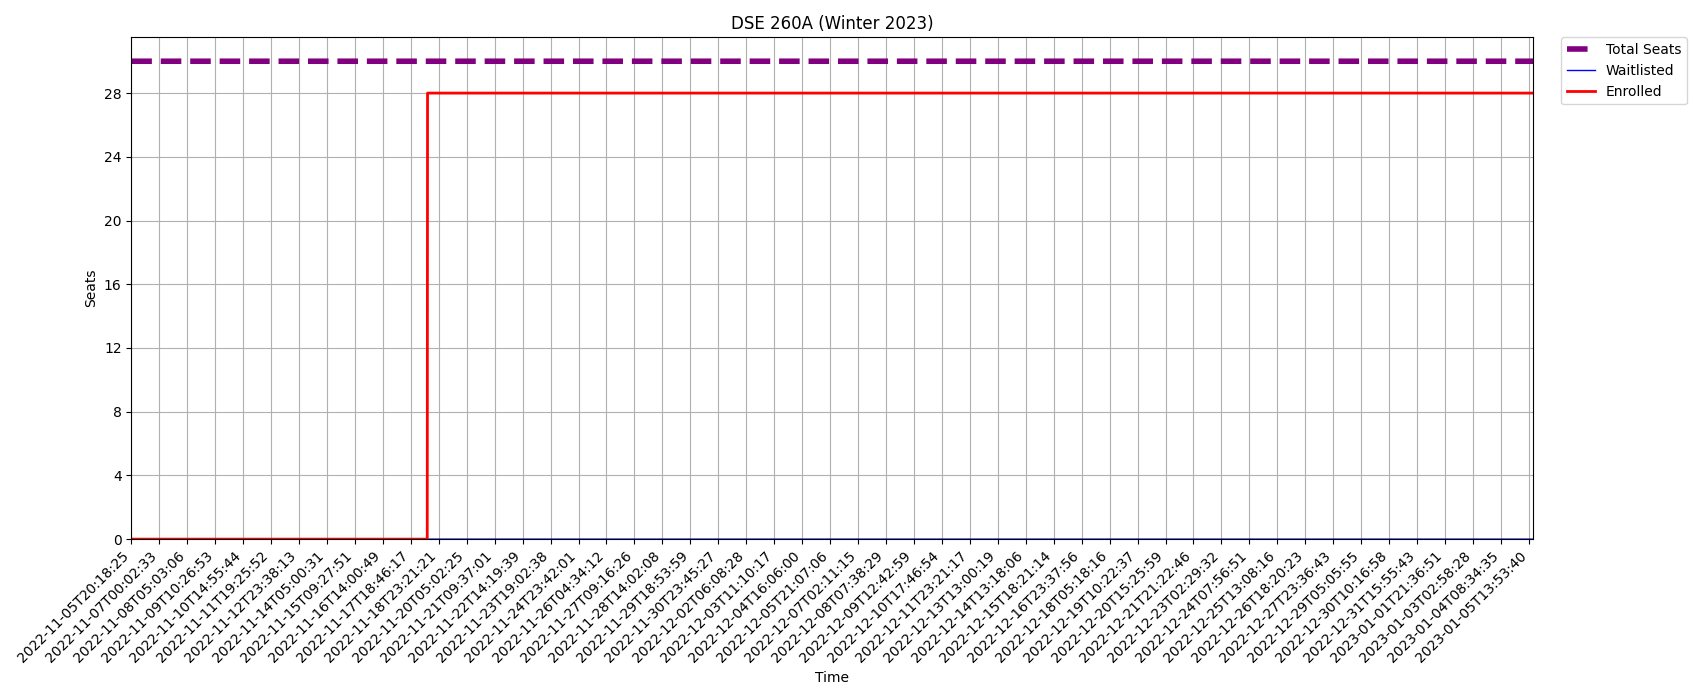 DSE 260A (Winter 2023)
Total Seats
Waitlisted
Enrolled
Seats
28
24
20
16
12
8
4
0
2022-11-05T20:18:25
2022-11-07T00:02:33
2022-11-08T05:03:06
2022-11-09T10:26:53
2022-11-10T14:55:44
2022-11-11T19:25:52
2022-11-12T23:38:13
2022-11-14T05:00:31
2022-11-15T09:27:51
2022-11-16T14:00:49
2022-11-17T18:46:17
2022-11-18T23:21:21
2022-11-20T05:02:25
2022-11-21T09:37:01
2022-11-22T14:19:39
2022-11-23T19:02:38
2022-11-24T23:42:01
2022-11-26T04:34:12
2022-11-27T09:16:26
2022-11-28T14:02:08
2022-11-29T18:53:59
2022-11-30T23:45:27
2022-12-02T06:08:28
2022-12-03T11:10:17
2022-12-04T16:06:00
2022-12-05T21:07:06
2022-12-07T02:11:15
2022-12-08T07:38:29
2022-12-09T12:42:59
2022-12-10T17:46:54
2022-12-11T23:21:17
2022-12-13T13:00:19
2022-12-14T13:18:06
2022-12-15T18:21:14
2022-12-16T23:37:56
2022-12-18T05:18:16
2022-12-19T10:22:37
2022-12-20T15:25:59
2022-12-21T21:22:46
2022-12-23T02:29:32
2022-12-24T07:56:51
2022-12-25T13:08:16
2022-12-26T18:20:23
2022-12-27T23:36:43
2022-12-29T05:05:55
2022-12-30T10:16:58
2022-12-31T15:55:43
2023-01-01T21:36:51
2023-01-03T02:58:28
2023-01-04T08:34:35
2023-01-05T13:53:40
Time